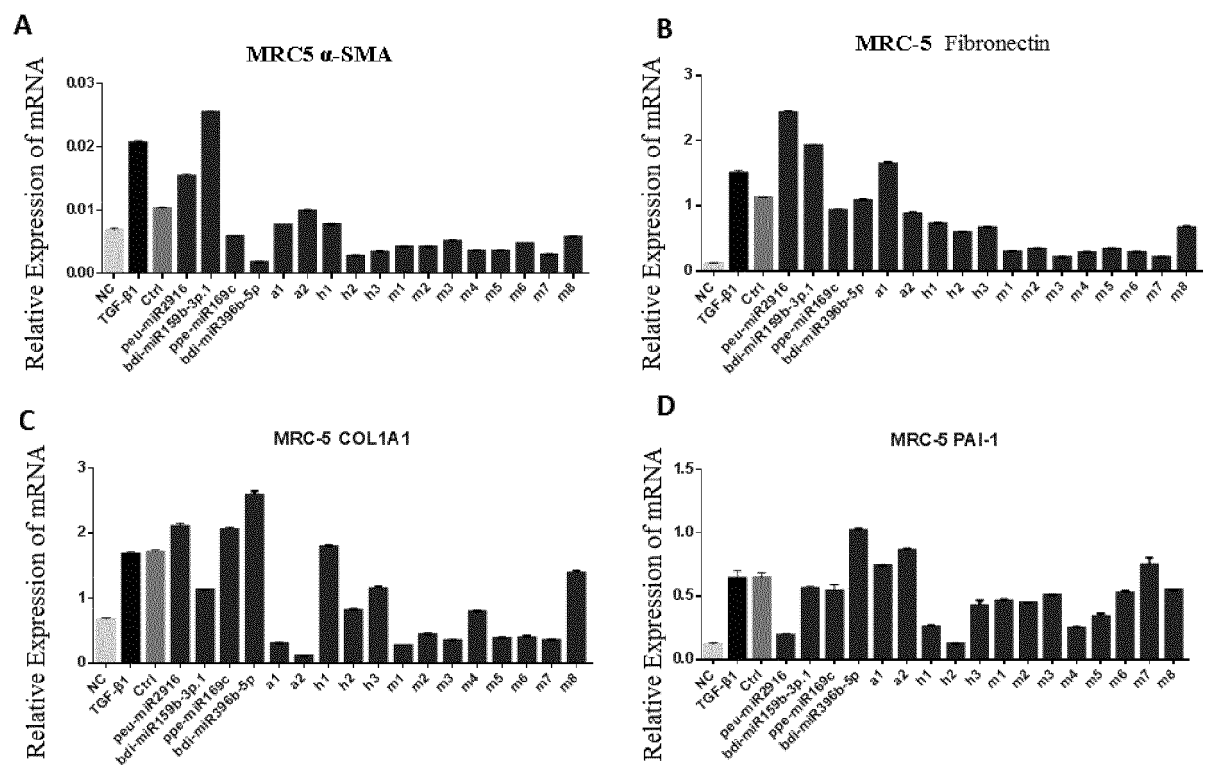 A
MRC5 α-SMA
Relative Expression of mRNA
0.03
0.02
0.01
0.00
NC
TGF-β1
Ctrl
peu-miR2916
bdi-miR159b-3p.1
ppe-miR169c
bdi-miR396b-5p
a1
a2
h1
h2
h3
m1
m2
m3
m4
m5
m6
m7
m8
B
MRC-5 Fibronectin
Relative Expression of mRNA
3
2
1
0
NC
TGF-β1
Ctrl
peu-miR2916
bdi-miR159b-3p.1
ppe-miR169c
bdi-miR396b-5p
a1
a2
h1
h2
h3
m1
m2
m3
m4
m5
m6
m7
m8
C
MRC-5 COL1A1
Relative Expression of mRNA
3
2
1
0
NC
TGF-β1
Ctrl
peu-miR2916
bdi-miR159b-3p.1
ppe-miR169c
bdi-miR396b-5p
a1
a2
h1
h2
h3
m1
m2
m3
m4
m5
m6
m7
m8
D
MRC-5 PAI-1
Relative Expression of mRNA
1.5
1.0
0.5
0.0
NC
TGF-β1
Ctrl
peu-miR2916
bdi-miR159b-3p.1
ppe-miR169c
bdi-miR396b-5p
a1
a2
h1
h2
h3
m1
m2
m3
m4
m5
m6
m7
m8